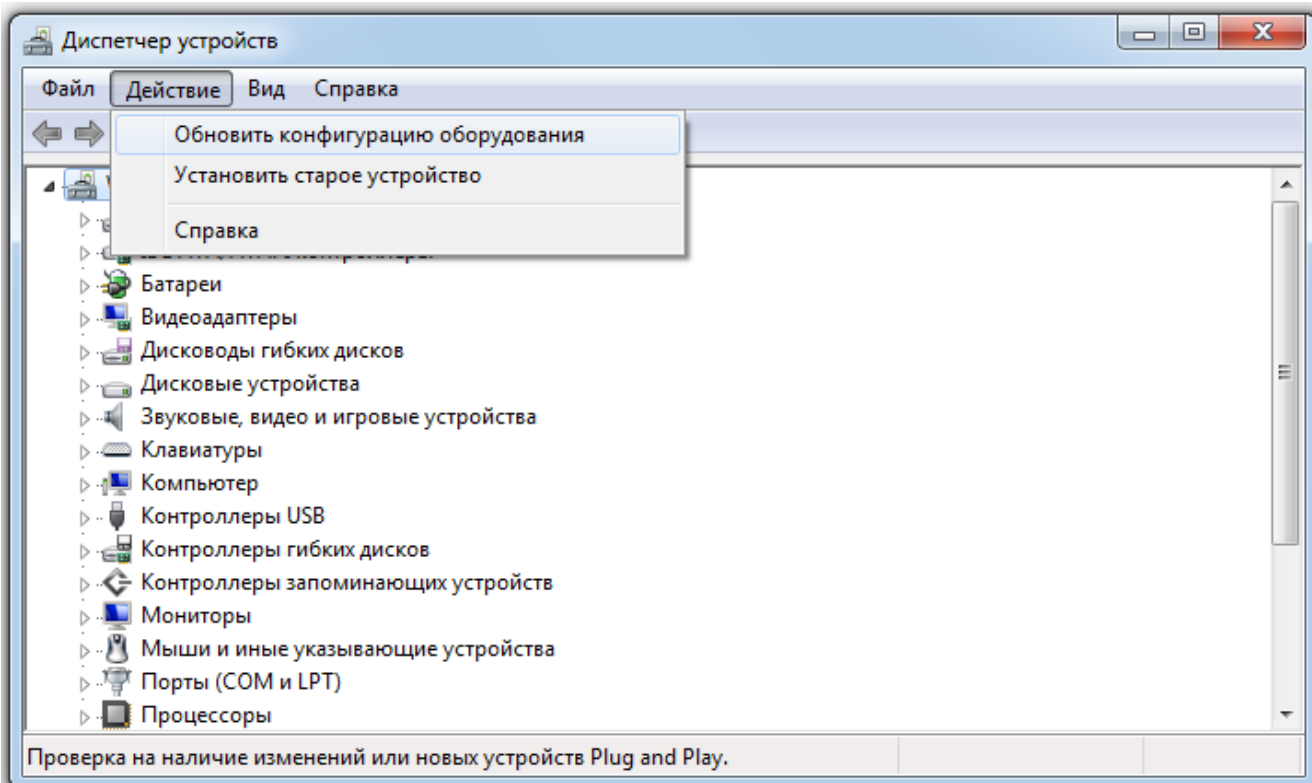 Диспетчер устройств
Файл Действие Вид Справка
Обновить конфигурацию оборудования
Установить старое устройство
Справка
Батареи
Видеоадаптеры
Дисководы гибких дисков
Дисковые устройства
Звуковые, видео и игровые устройства
Клавиатуры
Компьютер
Контроллеры USB
Контроллеры гибких дисков
Контроллеры запоминающих устройств
Мониторы
Мыши и иные указывающие устройства
Порты (COM и LPT)
Процессоры
Проверка на наличие изменений или новых устройств Plug and Play.